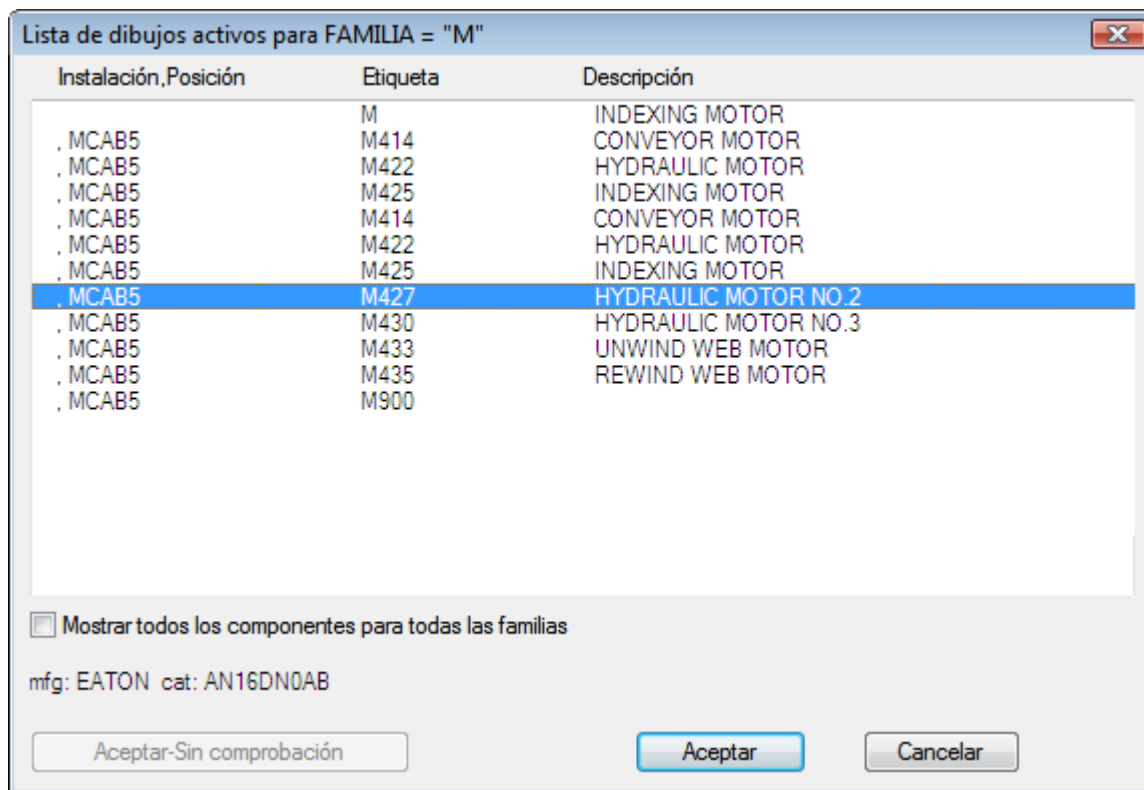 Lista de dibujos activos para FAMILIA = "M"
Instalación,Posición Etiqueta Descripción
M INDEXING MOTOR
, MCAB5 M414 CONVEYOR MOTOR
, MCAB5 M422 HYDRAULIC MOTOR
, MCAB5 M425 INDEXING MOTOR
, MCAB5 M414 CONVEYOR MOTOR
, MCAB5 M422 HYDRAULIC MOTOR
, MCAB5 M425 INDEXING MOTOR
, MCAB5 M427 HYDRAULIC MOTOR NO.2
, MCAB5 M430 HYDRAULIC MOTOR NO.3
, MCAB5 M433 UNWIND WEB MOTOR
, MCAB5 M435 REWIND WEB MOTOR
, MCAB5 M900
Mostrar todos los componentes para todas las familias
mfg: EATON cat: AN16DN0AB
Aceptar-Sin comprobación Aceptar Cancelar